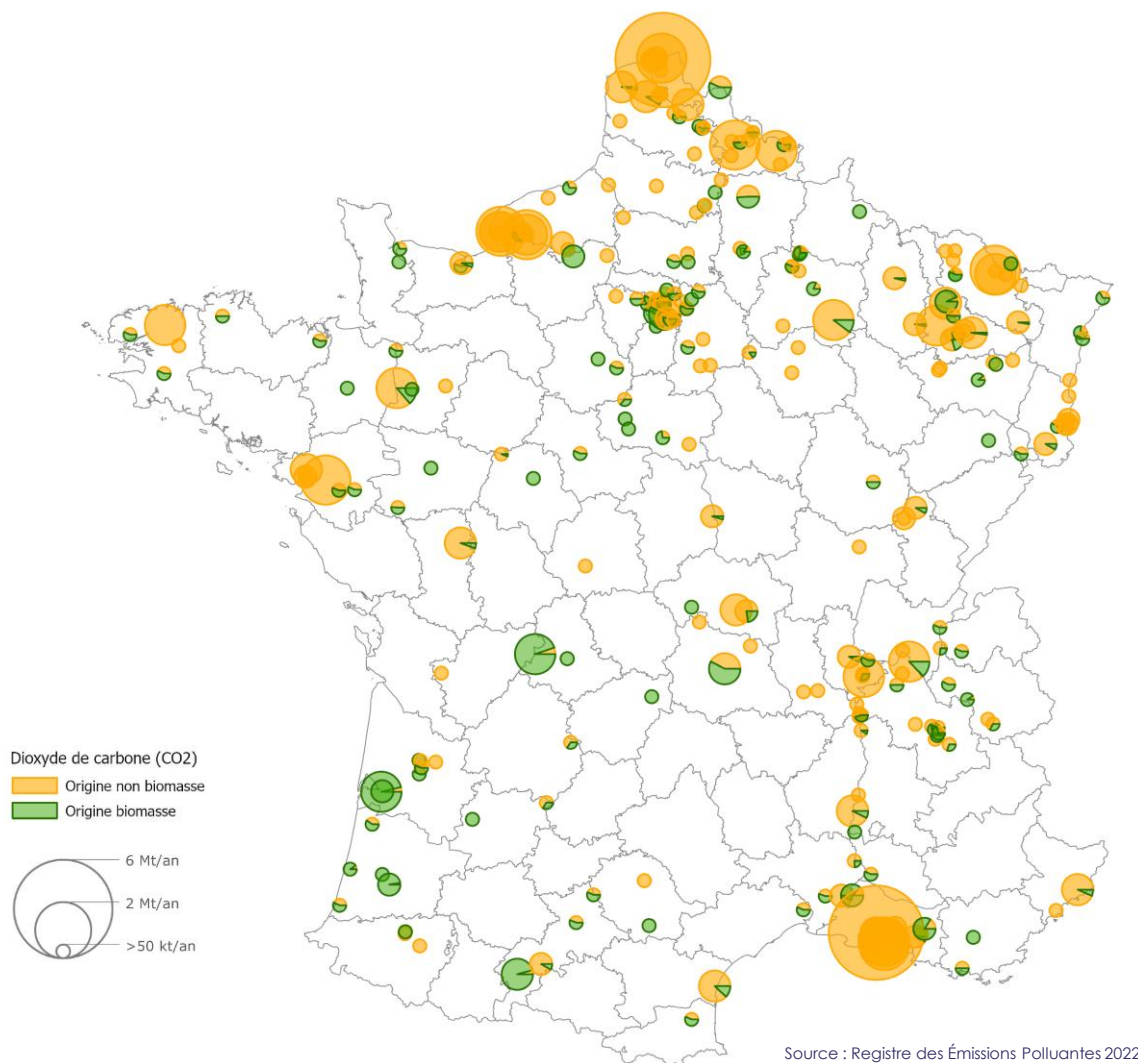 Dioxyde de carbone (CO2)
Origine non biomasse
Origine biomasse
6 Mt/an
2 Mt/an
>50 kt/an
Source : Registre des Émissions Polluantes 2022